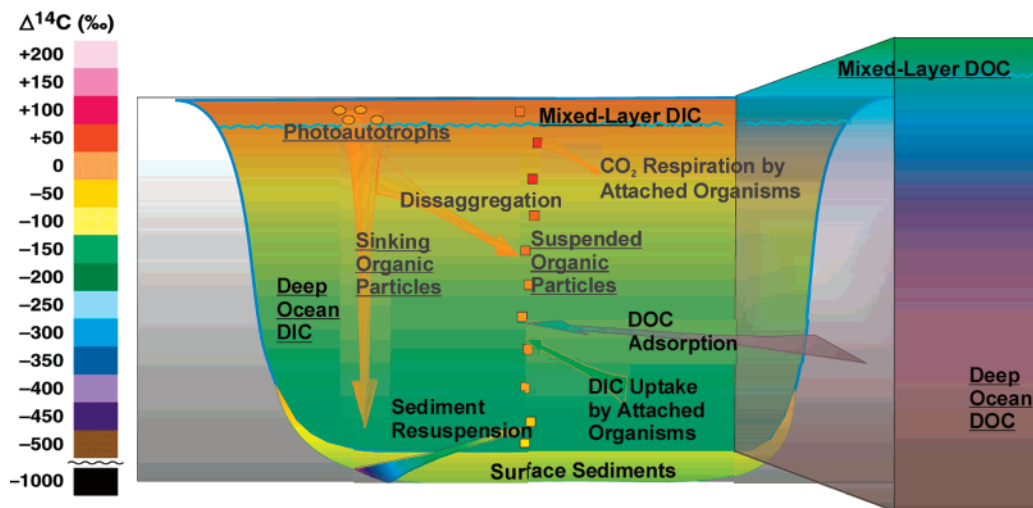 Δ¹⁴C (‰)
+200
+150
+100
+50
0
−50
−100
−150
−200
−250
−300
−350
−400
−450
−500
−1000
Photoautotrophs
Mixed-Layer DIC
Mixed-Layer DOC
CO₂ Respiration by
Attached Organisms
Dissaggregation
Sinking
Organic
Particles
Suspended
Organic
Particles
Deep
Ocean
DIC
DOC
Adsorption
DIC Uptake
by Attached
Organisms
Sediment
Resuspension
Deep
Ocean
DOC
Surface Sediments